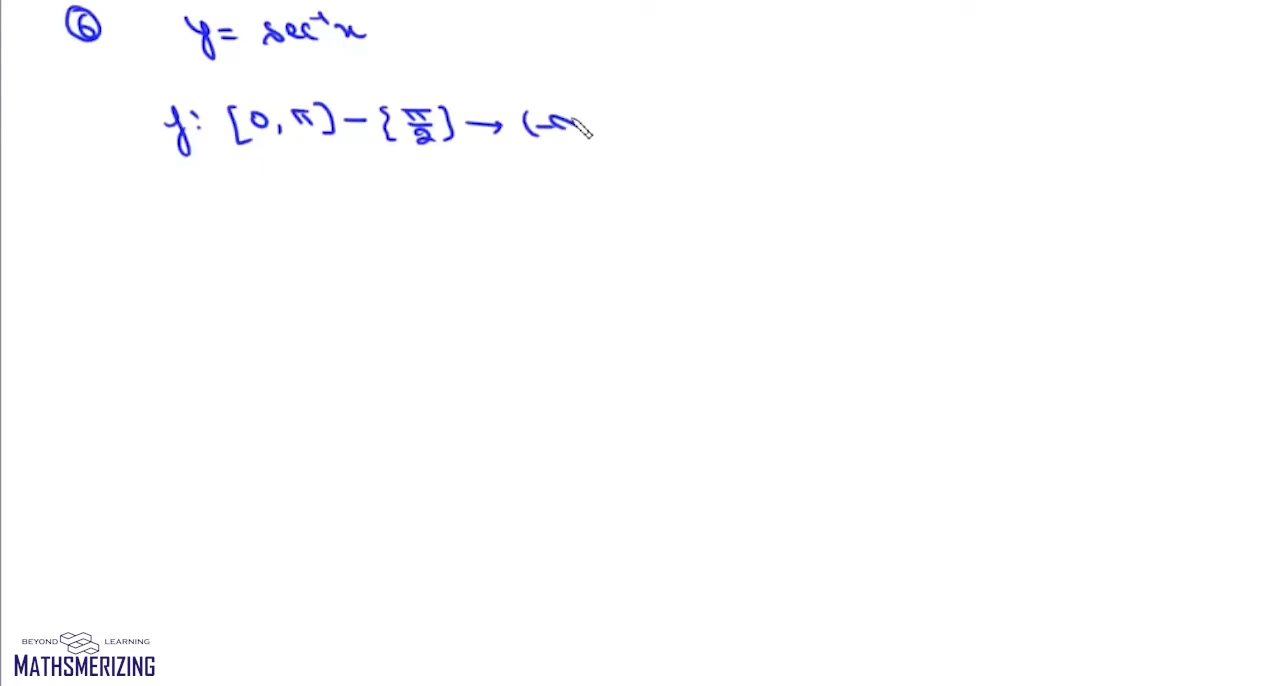 ⑥ y = sec⁻¹x
f: [0, π] - {π/2} → (-∞
BEYOND LEARNING
MATHSMERIZING